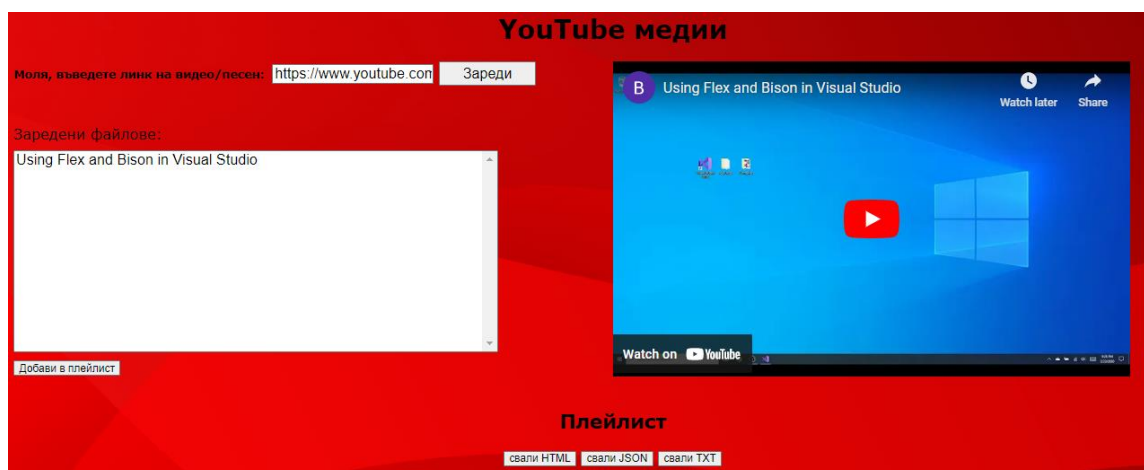 YouTube медии
Моля, въведете линк на видео/песен: https://www.youtube.com Зареди
Заредени файлове:
Using Flex and Bison in Visual Studio
Добави в плейлист
B Using Flex and Bison in Visual Studio
Watch later Share
Watch on YouTube
Плейлист
свали HTML свали JSON свали TXT